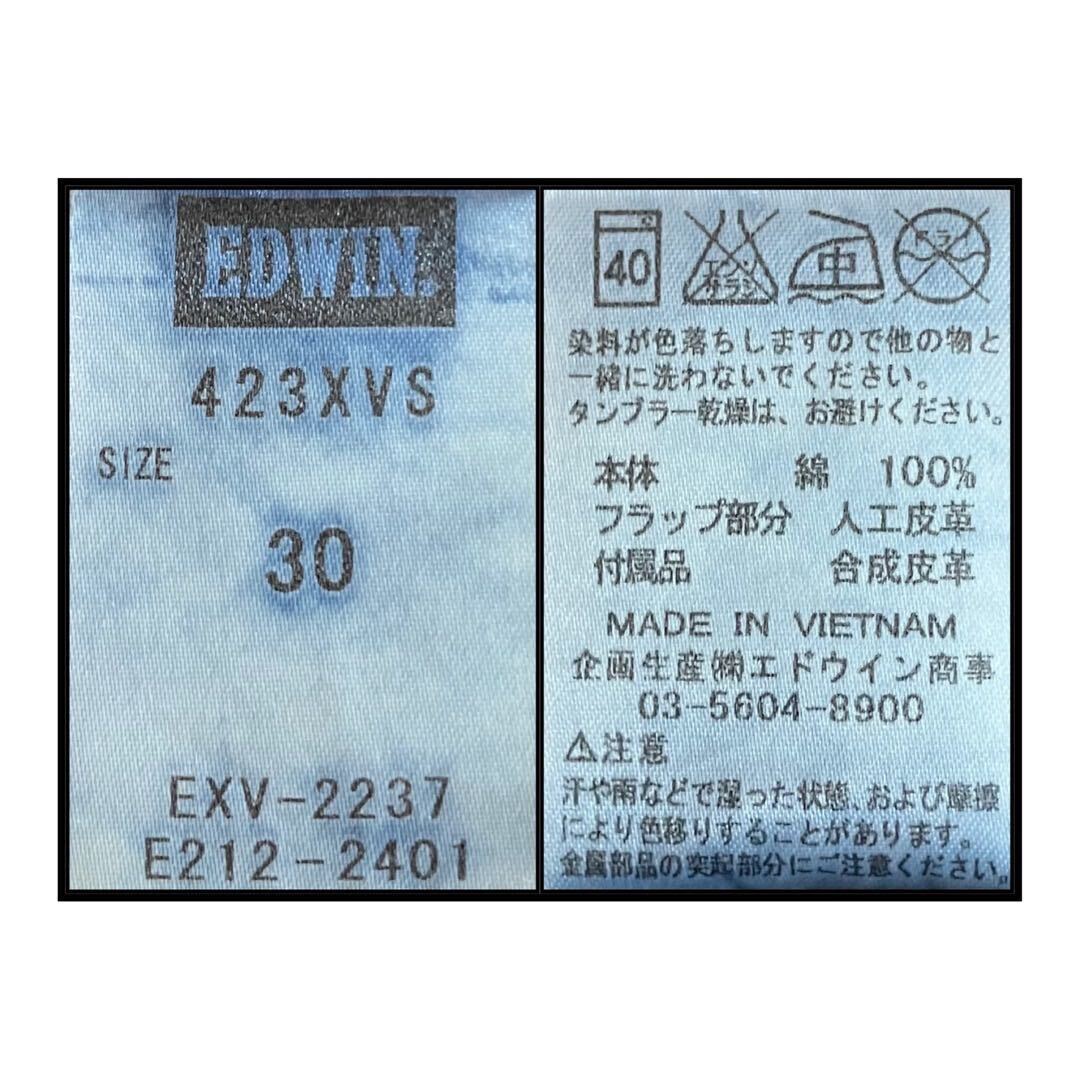 EDWIN.
423XVS
SIZE
30
EXV-2237
E212-2401
40
エンソ
サラシ
中
ドライ
染料が色落ちしますので他の物と
一緒に洗わないでください。
タンブラー乾燥は、お避けください。
本体 綿 100%
フラップ部分 人工皮革
付属品 合成皮革
MADE IN VIETNAM
企画生産㈱エドウイン商事
03-5604-8900
⚠注意
汗や雨などで湿った状態、および摩擦
により色移りすることがあります。
金属部品の突起部分にご注意ください。